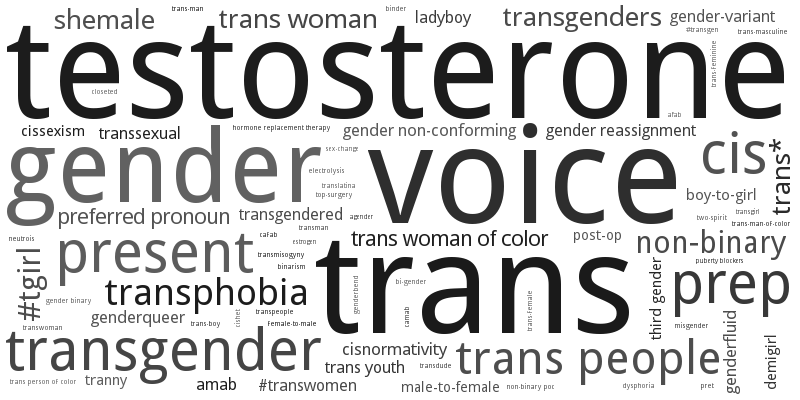 trans-man
binder
shemale
trans woman
ladyboy
transgenders
gender-variant
#transgen
trans-masculine
testosterone
trans-feminine
closeted
afab
cissexism
transsexual
hormone replacement therapy
gender non-conforming
gender reassignment
gender
voice
cis
trans*
sex-change
electrolysis
translatina
top-surgery
boy-to-girl
preferred pronoun
transgendered
agender
two-spirit
transgirl
trans-man-of-color
neutrois
present
cafab
transman
estrogen
trans woman of color
post-op
non-binary
transmisogyny
binarism
trans
puberty blockers
#tgirl
transphobia
genderbend
bi-gender
third gender
prep
gender binary
genderqueer
trans-boy
cishet
transpeople
female-to-male
camab
trans-female
misgender
transwoman
transgender
cisnormativity
trans people
genderfluid
demigirl
trans youth
transdude
trans person of color
tranny
amab
#transwomen
male-to-female
non-binary poc
dysphoria
pret